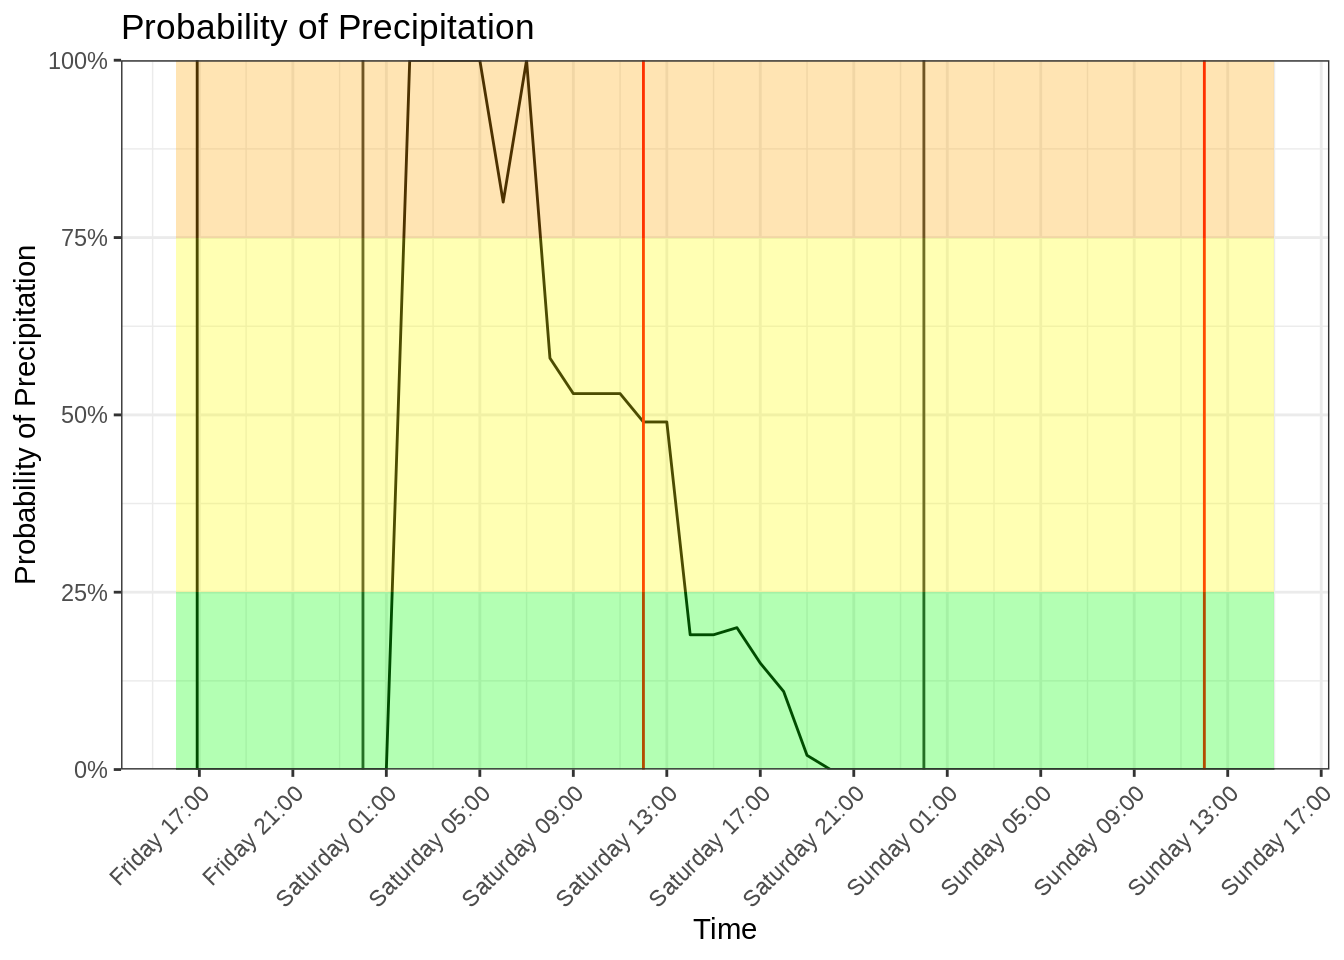 Probability of Precipitation
Probability of Precipitation
100%
75%
50%
25%
0%
Friday 17:00
Friday 21:00
Saturday 01:00
Saturday 05:00
Saturday 09:00
Saturday 13:00
Saturday 17:00
Saturday 21:00
Sunday 01:00
Sunday 05:00
Sunday 09:00
Sunday 13:00
Sunday 17:00
Time